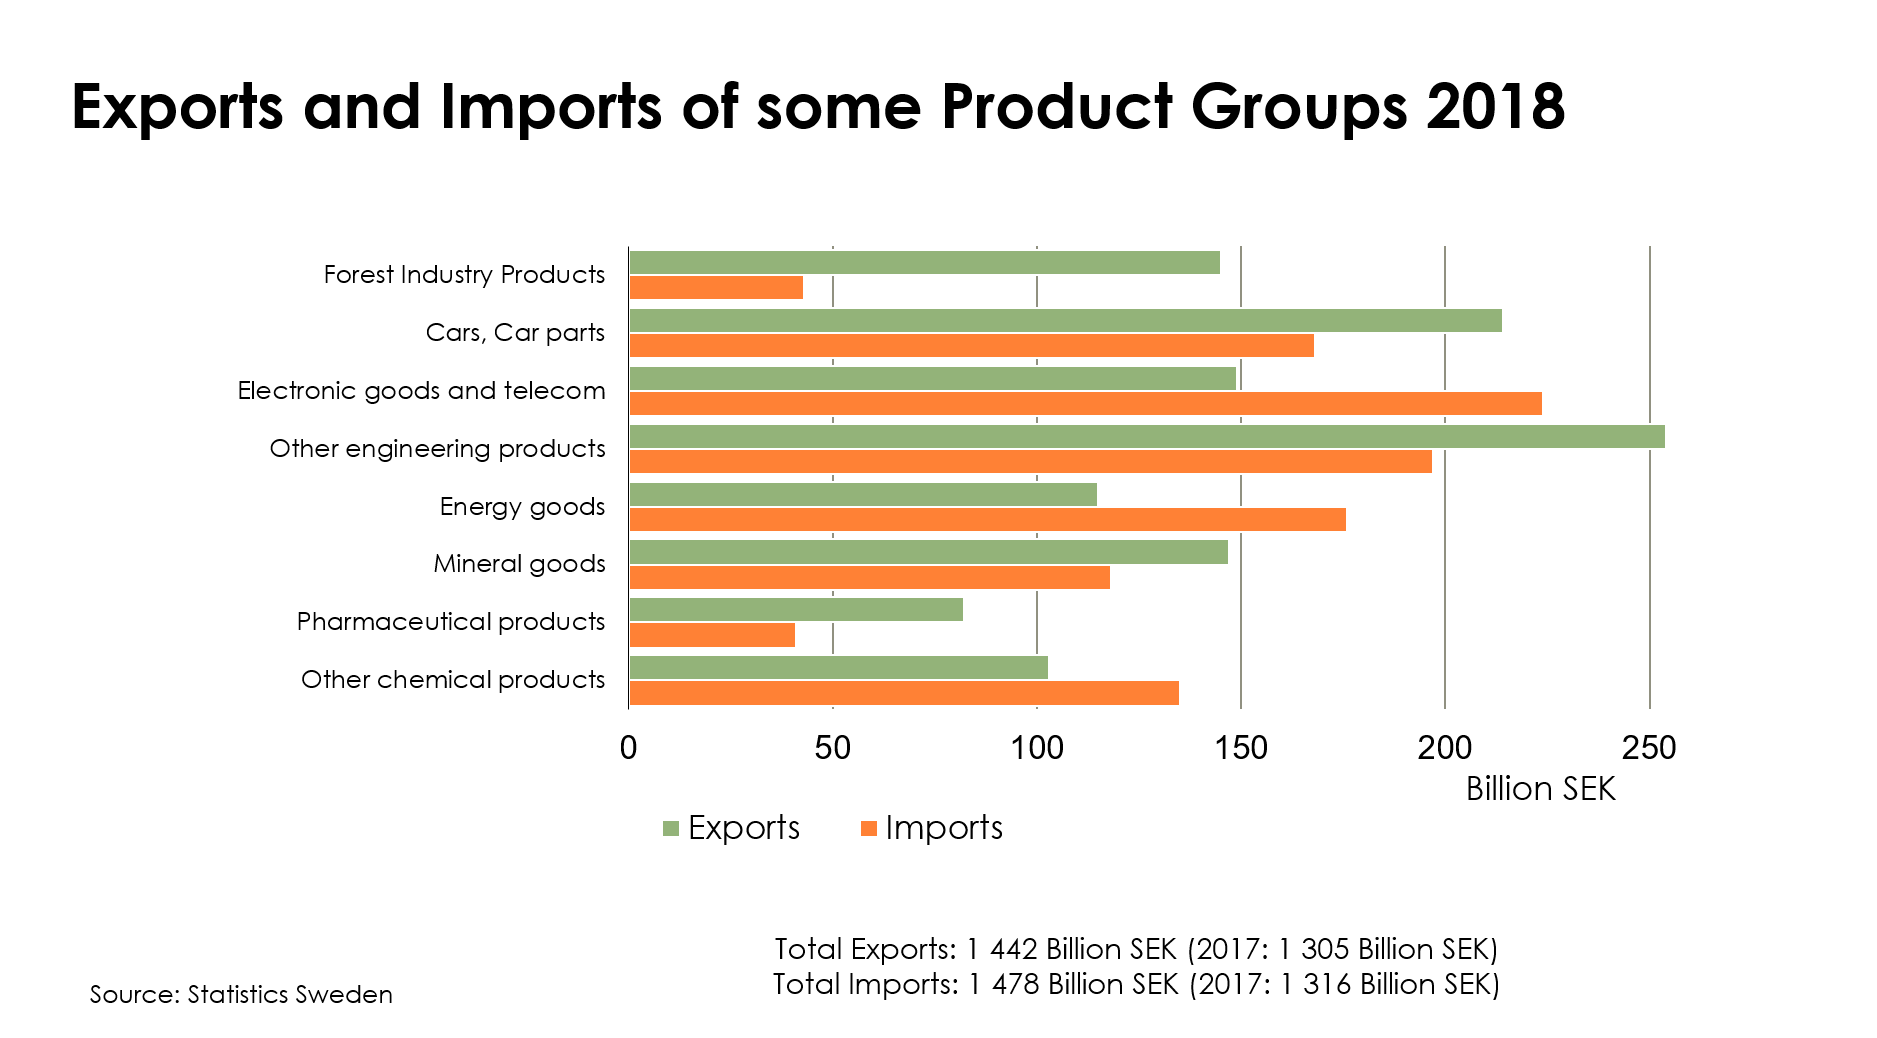 Exports and Imports of some Product Groups 2018
Forest Industry Products
Cars, Car parts
Electronic goods and telecom
Other engineering products
Energy goods
Mineral goods
Pharmaceutical products
Other chemical products
0 50 100 150 200 250
Billion SEK
Exports Imports
Total Exports: 1 442 Billion SEK (2017: 1 305 Billion SEK)
Total Imports: 1 478 Billion SEK (2017: 1 316 Billion SEK)
Source: Statistics Sweden